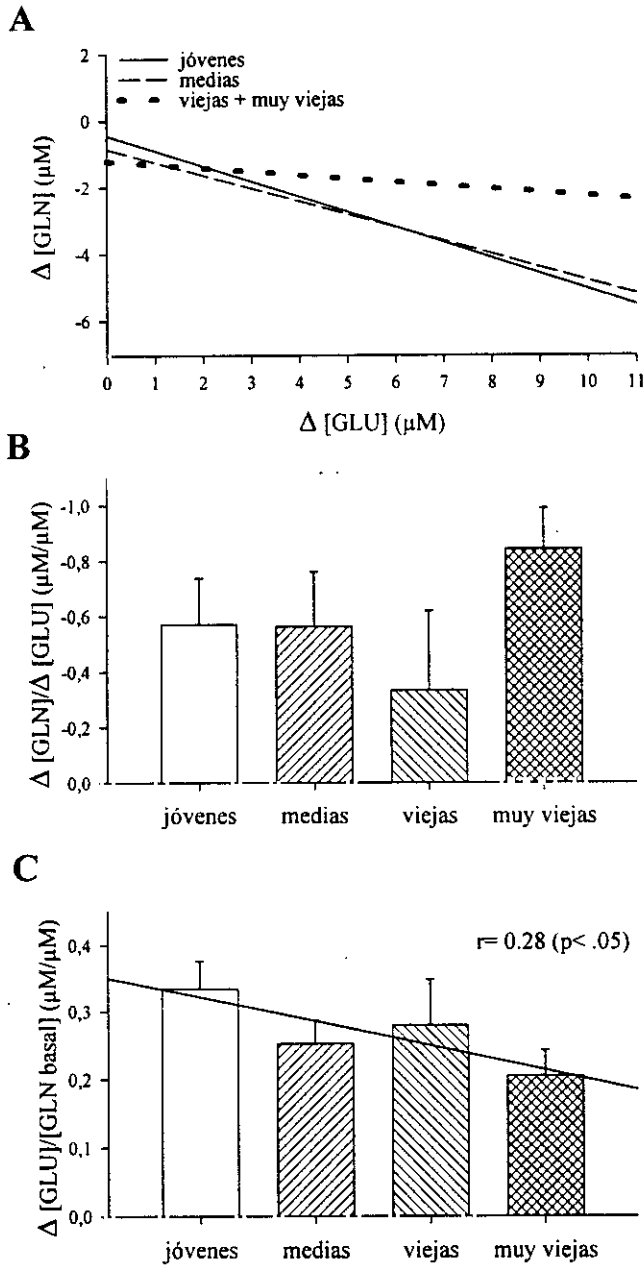 A
jóvenes
medias
viejas + muy viejas
2
0
-2
-4
-6
Δ [GLN] (µM)
0 1 2 3 4 5 6 7 8 9 10 11
Δ [GLU] (µM)
B
-1,0
-0,8
-0,6
-0,4
-0,2
0,0
Δ [GLN]/Δ [GLU] (µM/µM)
jóvenes medias viejas muy viejas
C
r= 0.28 (p< .05)
0,4
0,3
0,2
0,1
0,0
Δ [GLU]/[GLN basal] (µM/µM)
jóvenes medias viejas muy viejas